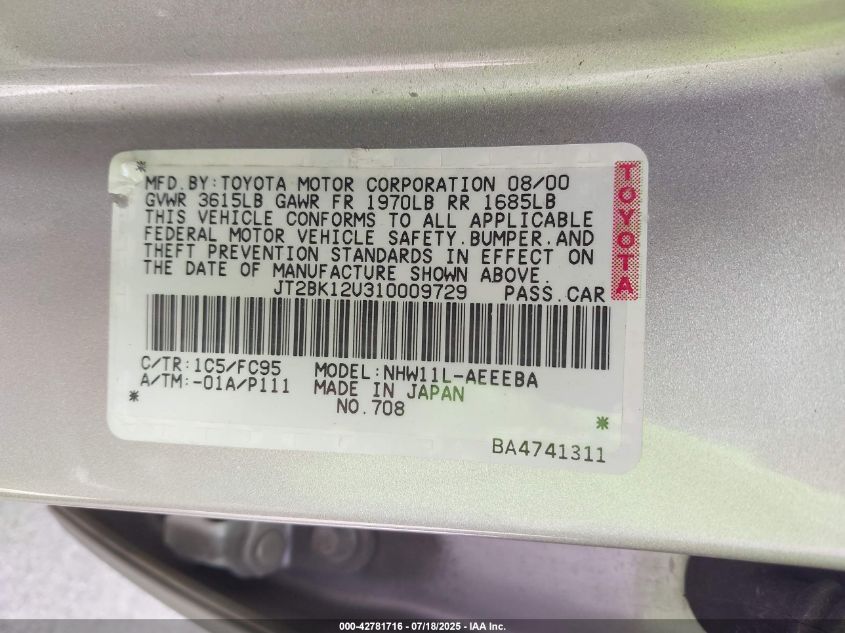 MFD.BY:TOYOTA MOTOR CORPORATION 08/00
GVWR 3615LB GAWR FR 1970LB RR 1685LB
THIS VEHICLE CONFORMS TO ALL APPLICABLE
FEDERAL MOTOR VEHICLE SAFETY.BUMPER.AND
THEFT PREVENTION STANDARDS IN EFFECT ON
THE DATE OF MANUFACTURE SHOWN ABOVE.
JT2BK12U310009729 PASS.CAR
TOYOTA
C/TR:1C5/FC95 MODEL:NHW11L-AEEEBA
A/TM:-01A/P111 MADE IN JAPAN
NO.708
BA4741311
000-42781716 - 07/18/2025 - IAA Inc.